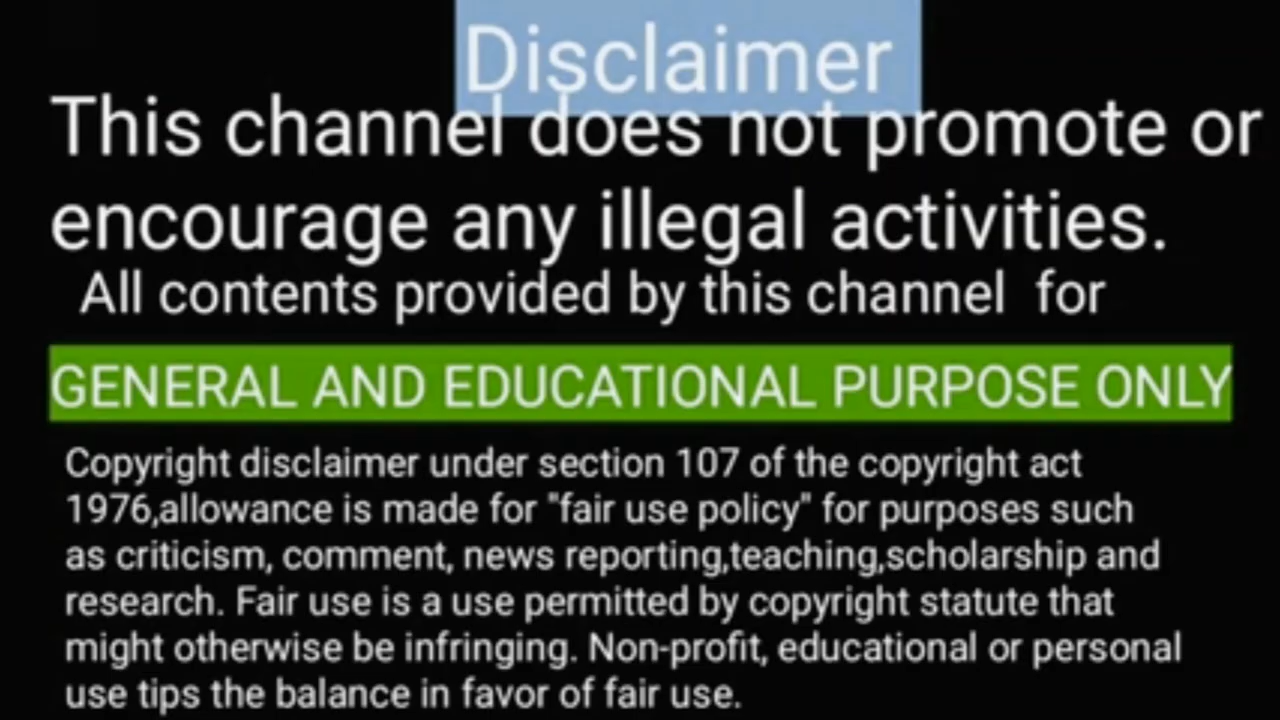 Disclaimer
This channel does not promote or
encourage any illegal activities.
All contents provided by this channel for
GENERAL AND EDUCATIONAL PURPOSE ONLY
Copyright disclaimer under section 107 of the copyright act
1976,allowance is made for "fair use policy" for purposes such
as criticism, comment, news reporting,teaching,scholarship and
research. Fair use is a use permitted by copyright statute that
might otherwise be infringing. Non-profit, educational or personal
use tips the balance in favor of fair use.